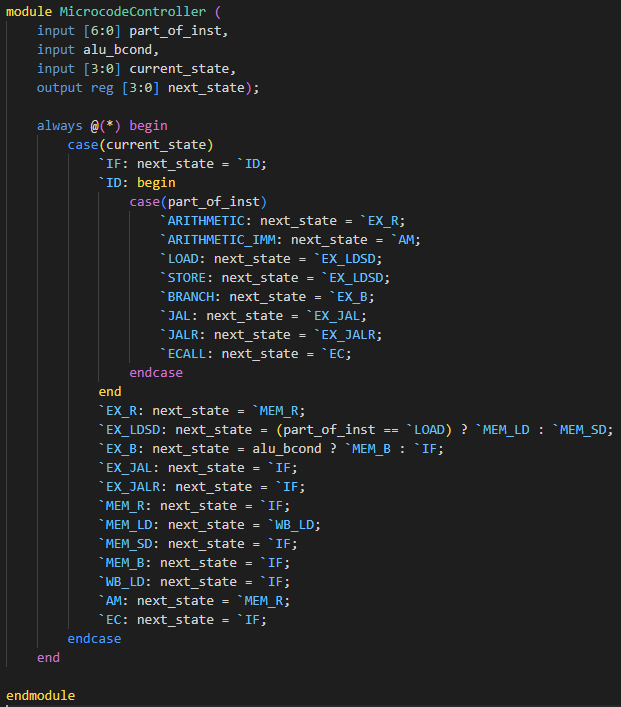 module MicrocodeController (
    input [6:0] part_of_inst,
    input alu_bcond,
    input [3:0] current_state,
    output reg [3:0] next_state);

    always @(*) begin
        case(current_state)
            `IF: next_state = `ID;
            `ID: begin
                case(part_of_inst)
                    `ARITHMETIC: next_state = `EX_R;
                    `ARITHMETIC_IMM: next_state = `AM;
                    `LOAD: next_state = `EX_LDSD;
                    `STORE: next_state = `EX_LDSD;
                    `BRANCH: next_state = `EX_B;
                    `JAL: next_state = `EX_JAL;
                    `JALR: next_state = `EX_JALR;
                    `ECALL: next_state = `EC;
                endcase
            end
            `EX_R: next_state = `MEM_R;
            `EX_LDSD: next_state = (part_of_inst == `LOAD) ? `MEM_LD : `MEM_SD;
            `EX_B: next_state = alu_bcond ? `MEM_B : `IF;
            `EX_JAL: next_state = `IF;
            `EX_JALR: next_state = `IF;
            `MEM_R: next_state = `IF;
            `MEM_LD: next_state = `WB_LD;
            `MEM_SD: next_state = `IF;
            `MEM_B: next_state = `IF;
            `WB_LD: next_state = `IF;
            `AM: next_state = `MEM_R;
            `EC: next_state = `IF;
        endcase
    end

endmodule